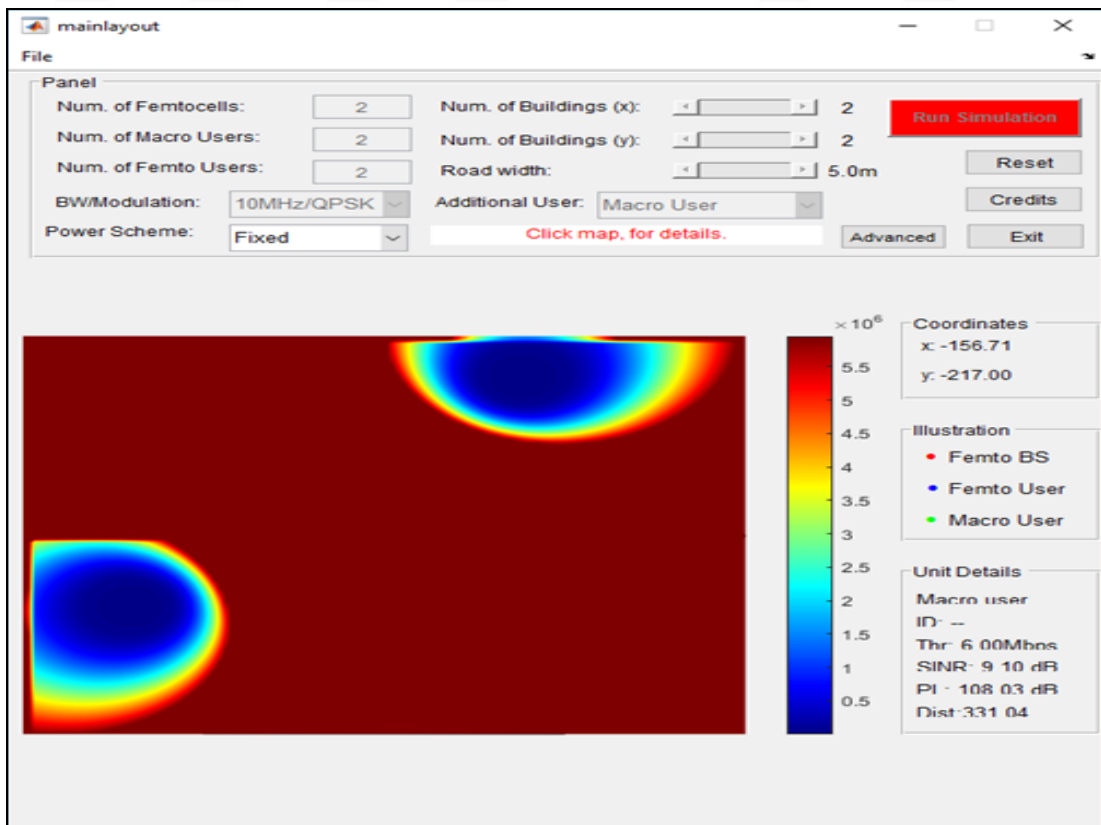 mainlayout
File
Panel
Num. of Femtocells: 2
Num. of Macro Users: 2
Num. of Femto Users: 2
BW/Modulation: 10MHz/QPSK
Power Scheme: Fixed
Num. of Buildings (x): 2
Num. of Buildings (y): 2
Road width: 5.0m
Additional User: Macro User
Click map, for details.
Run Simulation
Reset
Credits
Advanced
Exit
× 10⁶
5.5
5
4.5
4
3.5
3
2.5
2
1.5
1
0.5
Coordinates
x: -156.71
y: -217.00
Illustration
Femto BS
Femto User
Macro User
Unit Details
Macro user
ID: --
Thr: 6.00Mbps
SINR: 9.10 dB
PL: 108.03 dB
Dist:331.04